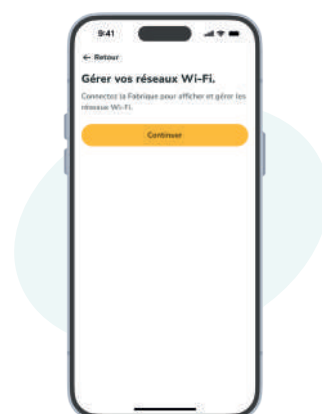 9:41
← Retour
Gérer vos réseaux Wi-Fi.
Connectez la Fabrique pour afficher et gérer les
réseaux Wi-Fi.
Continuer